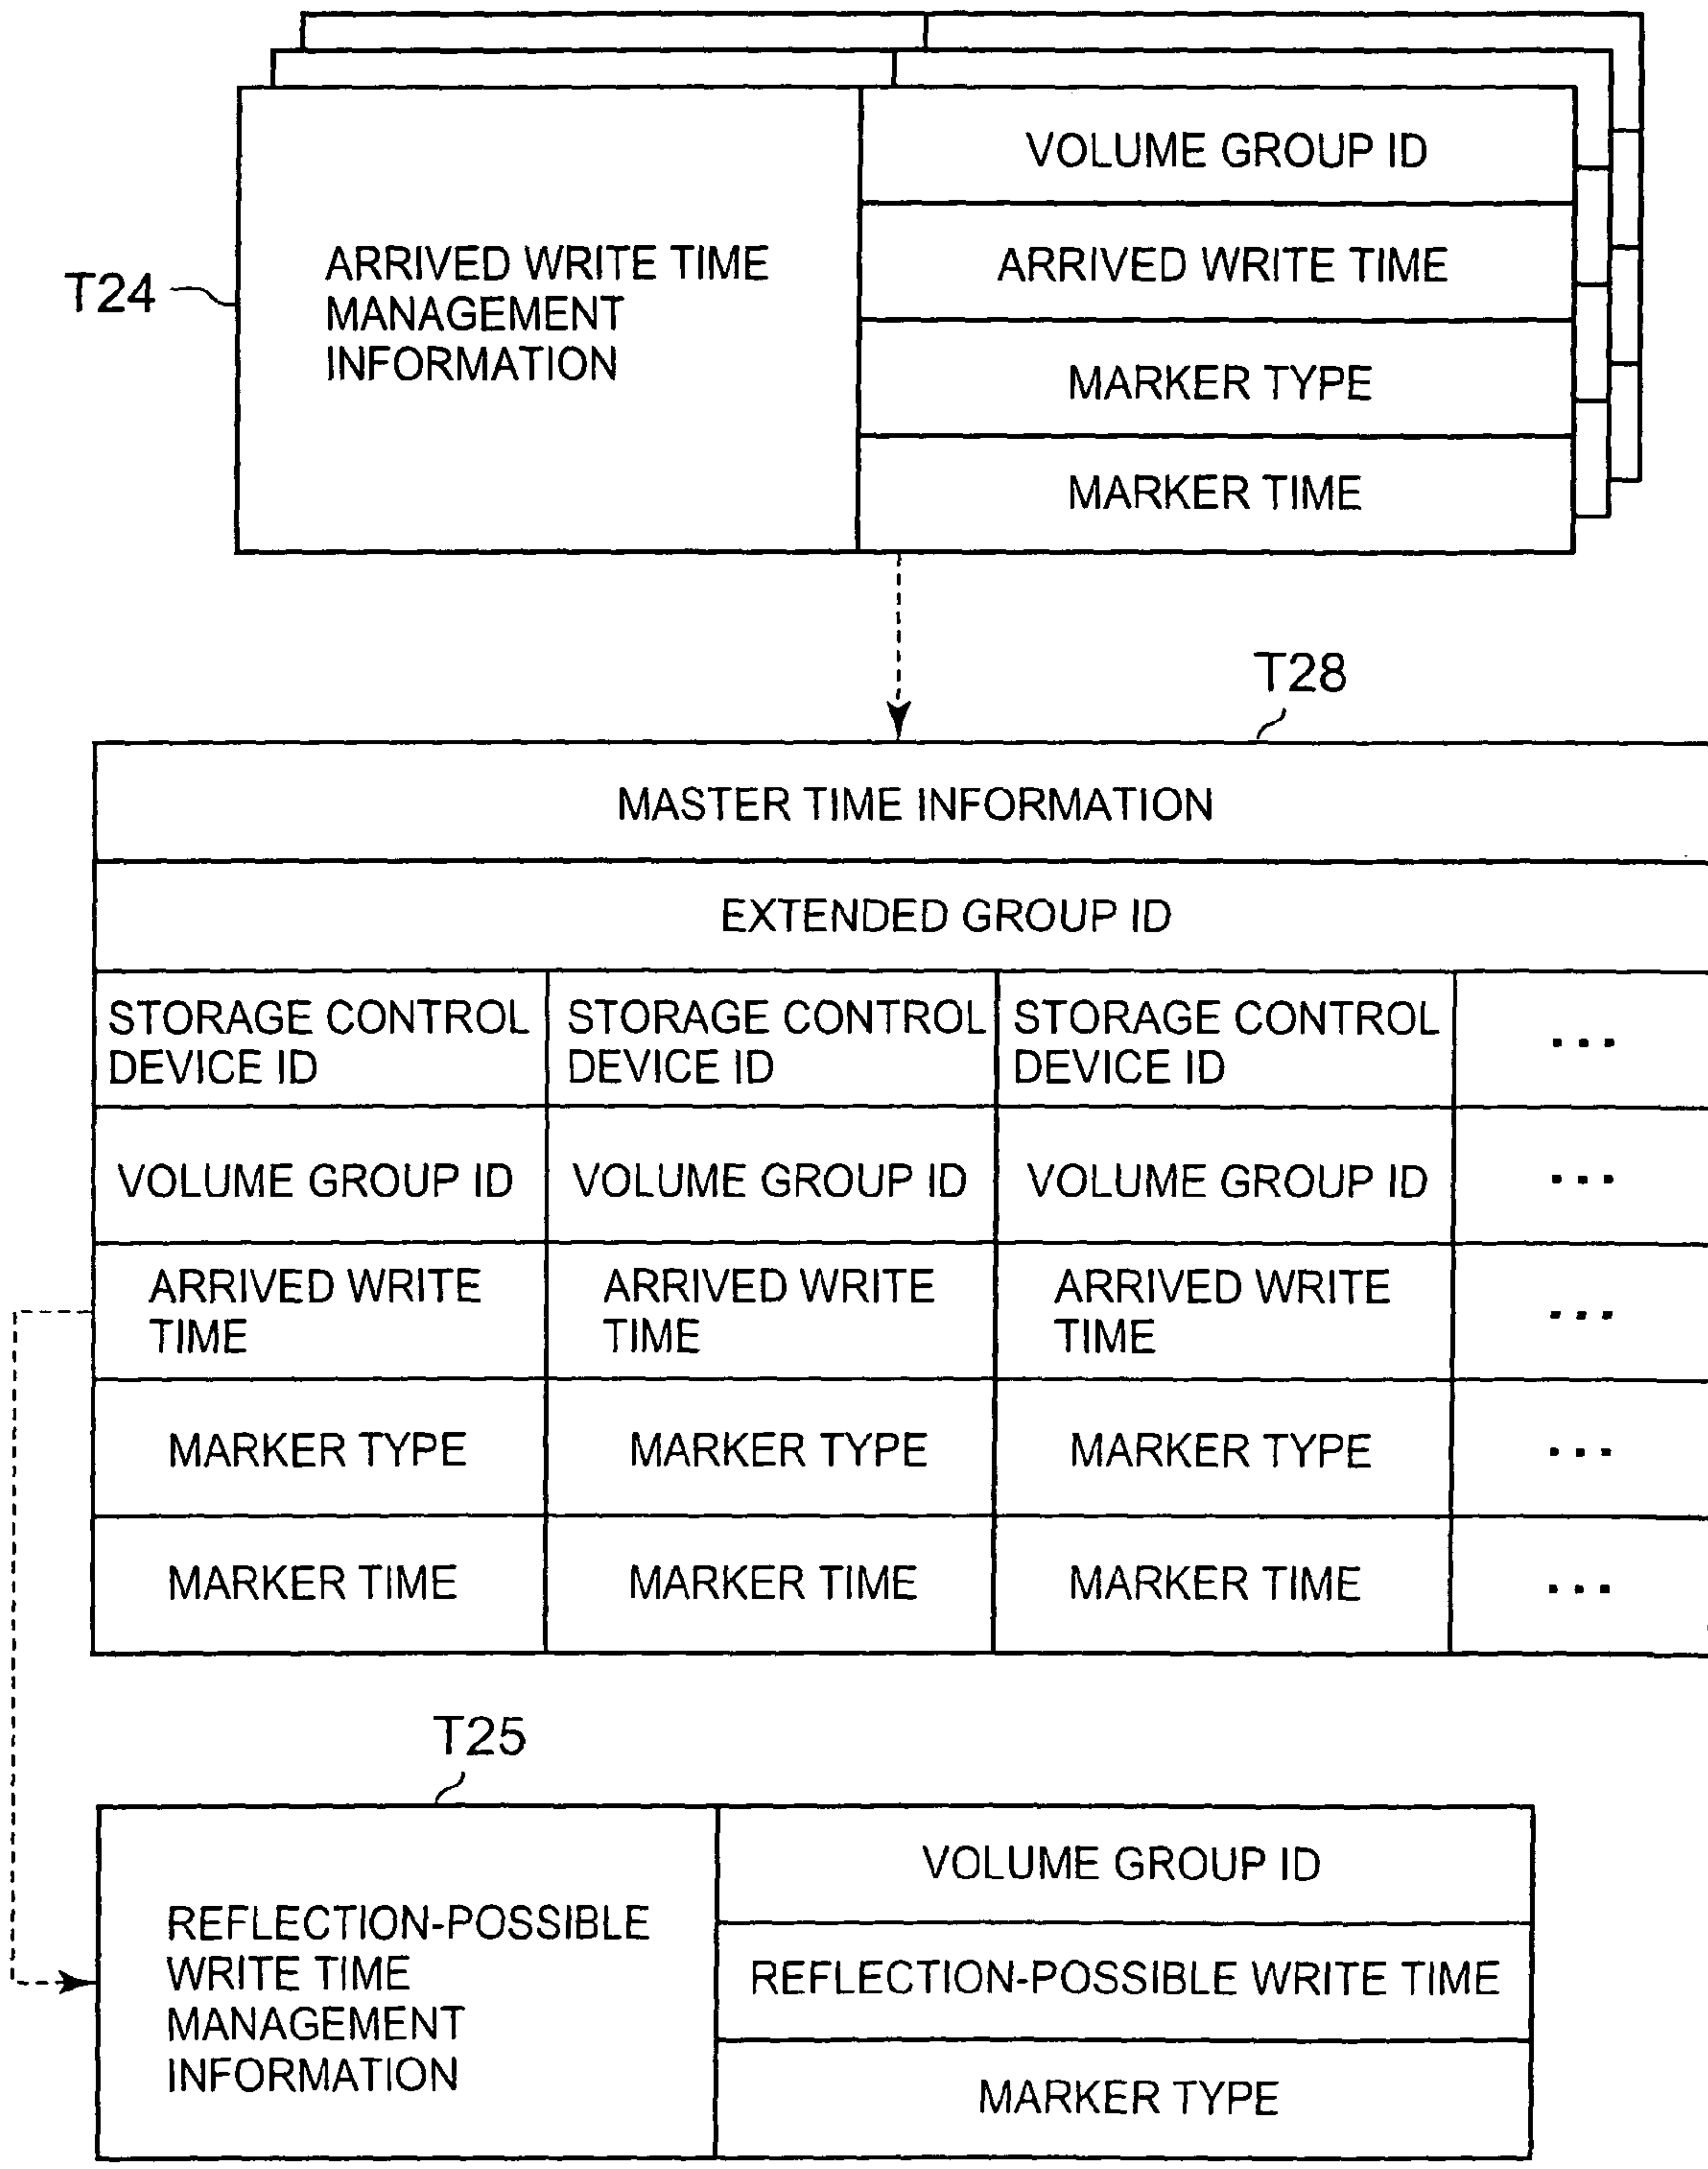 VOLUME GROUP ID
ARRIVED WRITE TIME
MANAGEMENT
INFORMATION
T24
ARRIVED WRITE TIME
MARKER TYPE
MARKER TIME
T28
MASTER TIME INFORMATION
EXTENDED GROUP ID
STORAGE CONTROL
DEVICE ID
STORAGE CONTROL
DEVICE ID
STORAGE CONTROL
DEVICE ID
...
VOLUME GROUP ID
VOLUME GROUP ID
VOLUME GROUP ID
...
ARRIVED WRITE
TIME
ARRIVED WRITE
TIME
ARRIVED WRITE
TIME
...
MARKER TYPE
MARKER TYPE
MARKER TYPE
...
MARKER TIME
MARKER TIME
MARKER TIME
...
T25
REFLECTION-POSSIBLE
WRITE TIME
MANAGEMENT
INFORMATION
VOLUME GROUP ID
REFLECTION-POSSIBLE WRITE TIME
MARKER TYPE